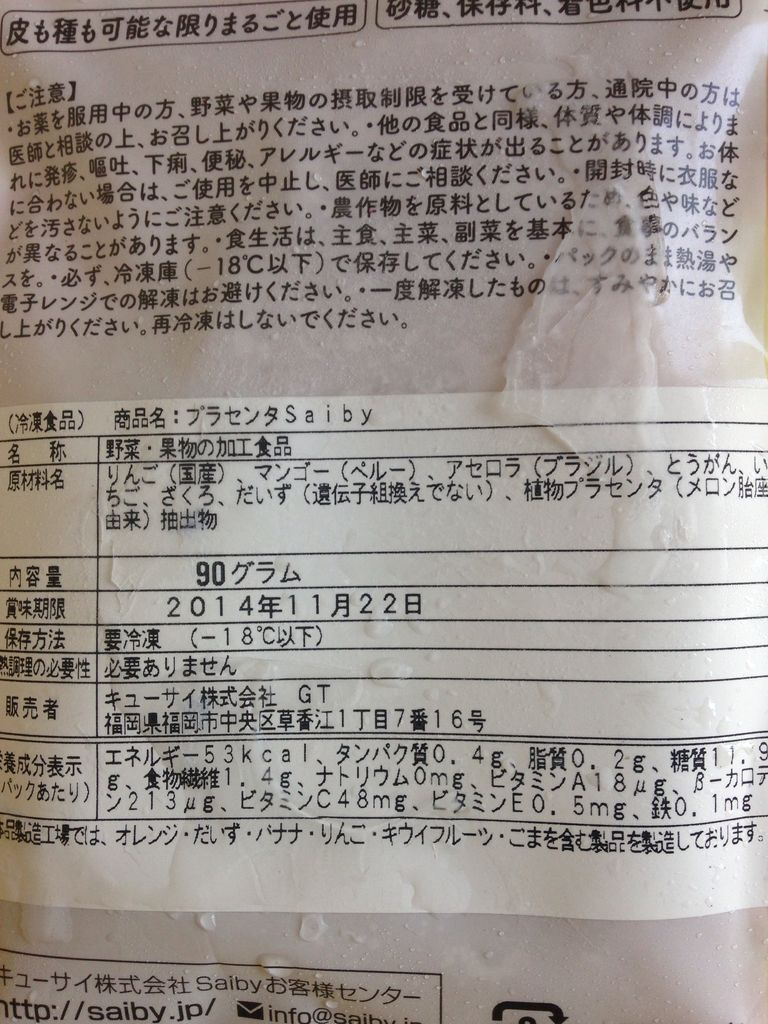 皮も種も可能な限りまるごと使用
砂糖、保存料、着色料不使用
【ご注意】
・お薬を服用中の方、野菜や果物の摂取制限を受けている方、通院中の方は
医師と相談の上、お召し上がりください。・他の食品と同様、体質や体調によりま
れに発疹、嘔吐、下痢、便秘、アレルギーなどの症状が出ることがあります。お体
に合わない場合は、ご使用を中止し、医師にご相談ください。・開封時に衣服な
どを汚さないようにご注意ください。・農作物を原料としているため、色や味など
が異なることがあります。・食生活は、主食、主菜、副菜を基本に、食事のバラン
スを。・必ず、冷凍庫(-18℃以下)で保存してください。・パックのまま熱湯や
電子レンジでの解凍はお避けください。・一度解凍したものは、すみやかにお召
し上がりください。再冷凍はしないでください。
(冷凍食品) 商品名:プラセンタSaiby
名称 野菜・果物の加工食品
原材料名 りんご(国産)、マンゴー(ペルー)、アセロラ(ブラジル)、とうがん、い
ちご、ざくろ、だいず(遺伝子組換えでない)、植物プラセンタ(メロン胎座
由来)抽出物
内容量 90グラム
賞味期限 2014年11月22日
保存方法 要冷凍 (-18℃以下)
熱調理の必要性 必要ありません
販売者 キューサイ株式会社 GT
福岡県福岡市中央区草香江1丁目7番16号
養成分表示 エネルギー53kcal、タンパク質0.4g、脂質0.2g、糖質11.9
パックあたり) g、食物繊維1.4g、ナトリウム0mg、ビタミンA18μg、β-カロテ
ン213μg、ビタミンC48mg、ビタミンE0.5mg、鉄0.1mg
本品製造工場では、オレンジ・だいず・バナナ・りんご・キウイフルーツ・ごまを含む製品を製造しております。
キューサイ株式会社 Saibyお客様センター
http://saiby.jp/ info@saiby.jp